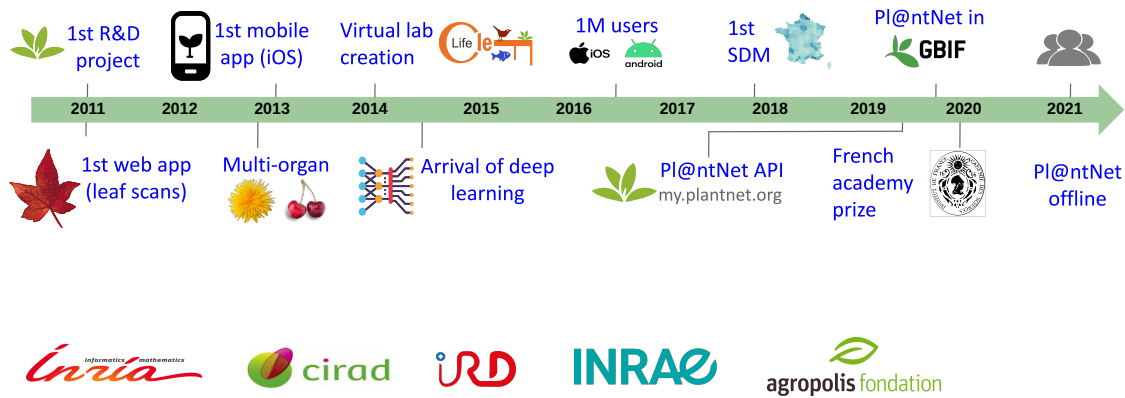 1st R&D
project
1st mobile
app (iOS)
Virtual lab
creation
Life
Cle
1M users
iOS
android
1st
SDM
Pl@ntNet in
GBIF
2011 2012 2013 2014 2015 2016 2017 2018 2019 2020 2021
1st web app
(leaf scans)
Multi-organ
Arrival of deep
learning
Pl@ntNet API
my.plantnet.org
French
academy
prize
Pl@ntNet
offline
informatics mathematics
inria
cirad
iRD
INRAE
agropolis fondation